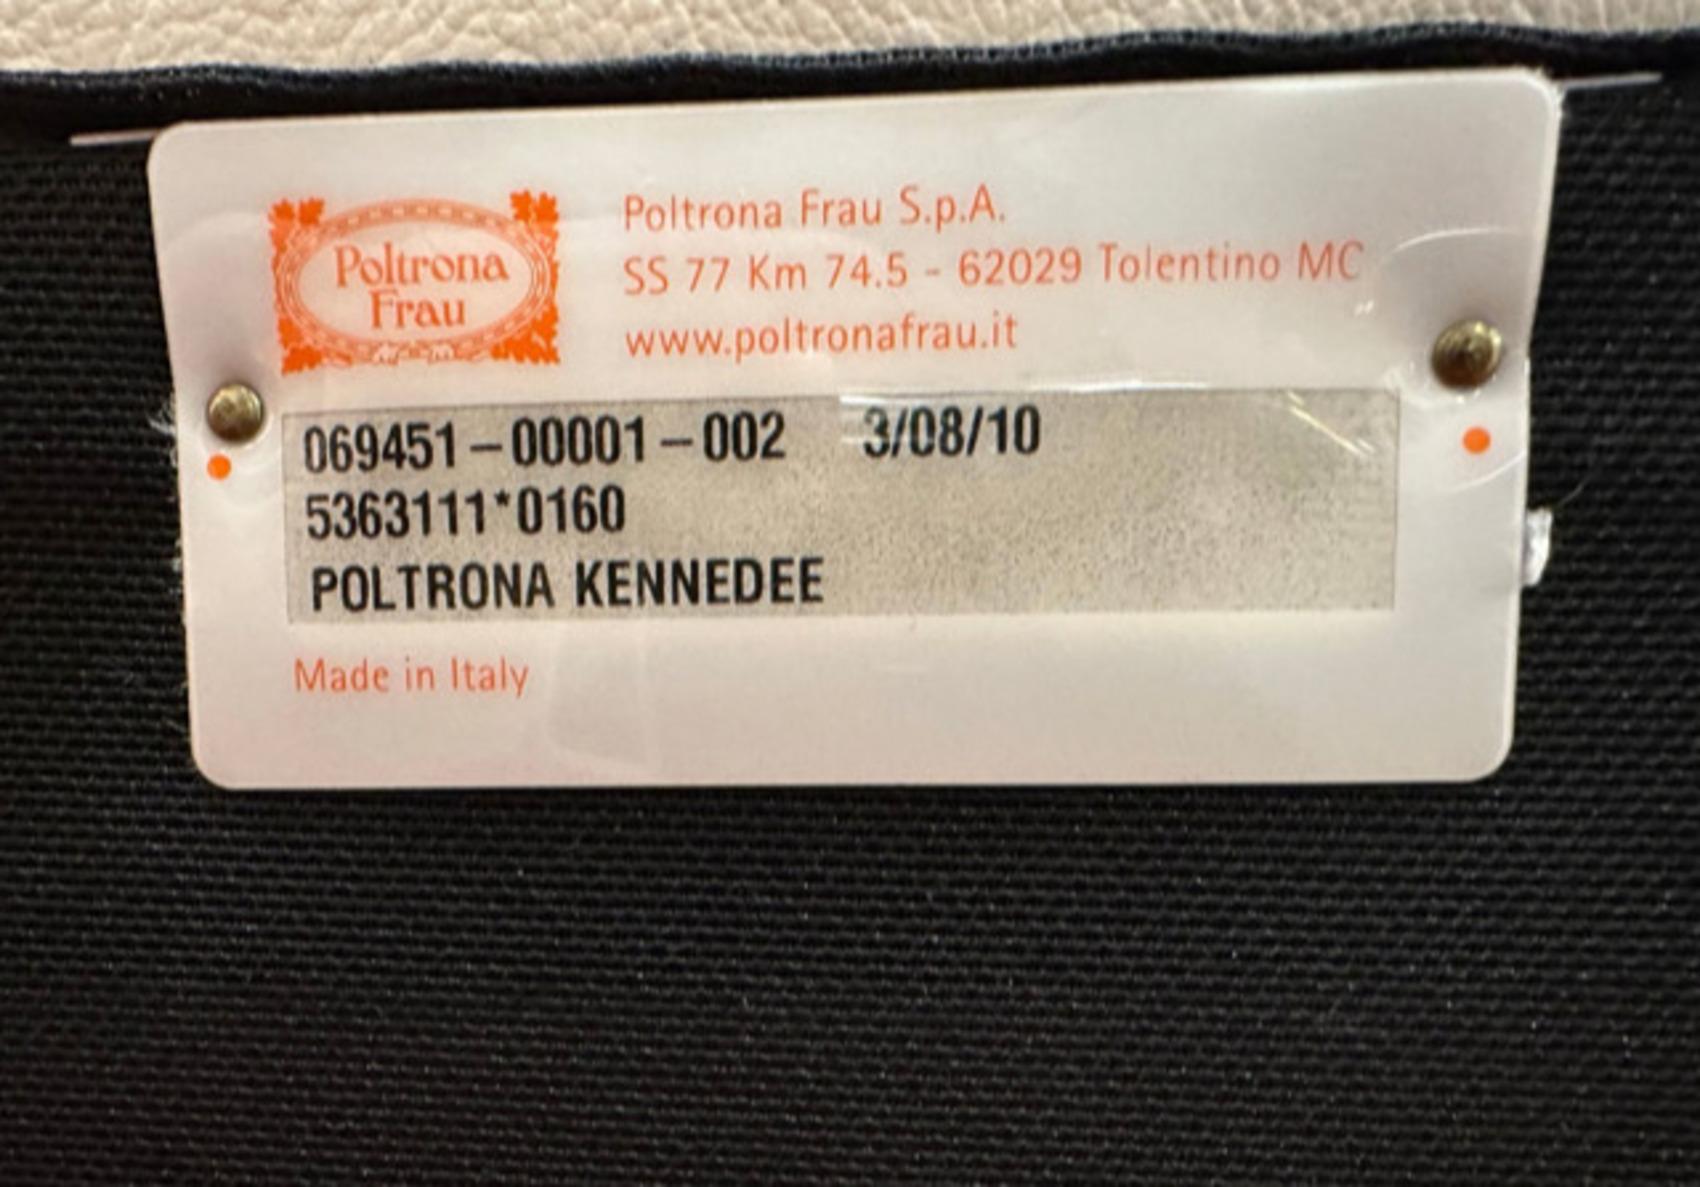 Poltrona
Frau
Poltrona Frau S.p.A.
SS 77 Km 74.5 - 62029 Tolentino MC
www.poltronafrau.it
069451-00001-002 3/08/10
5363111*0160
POLTRONA KENNEDEE
Made in Italy